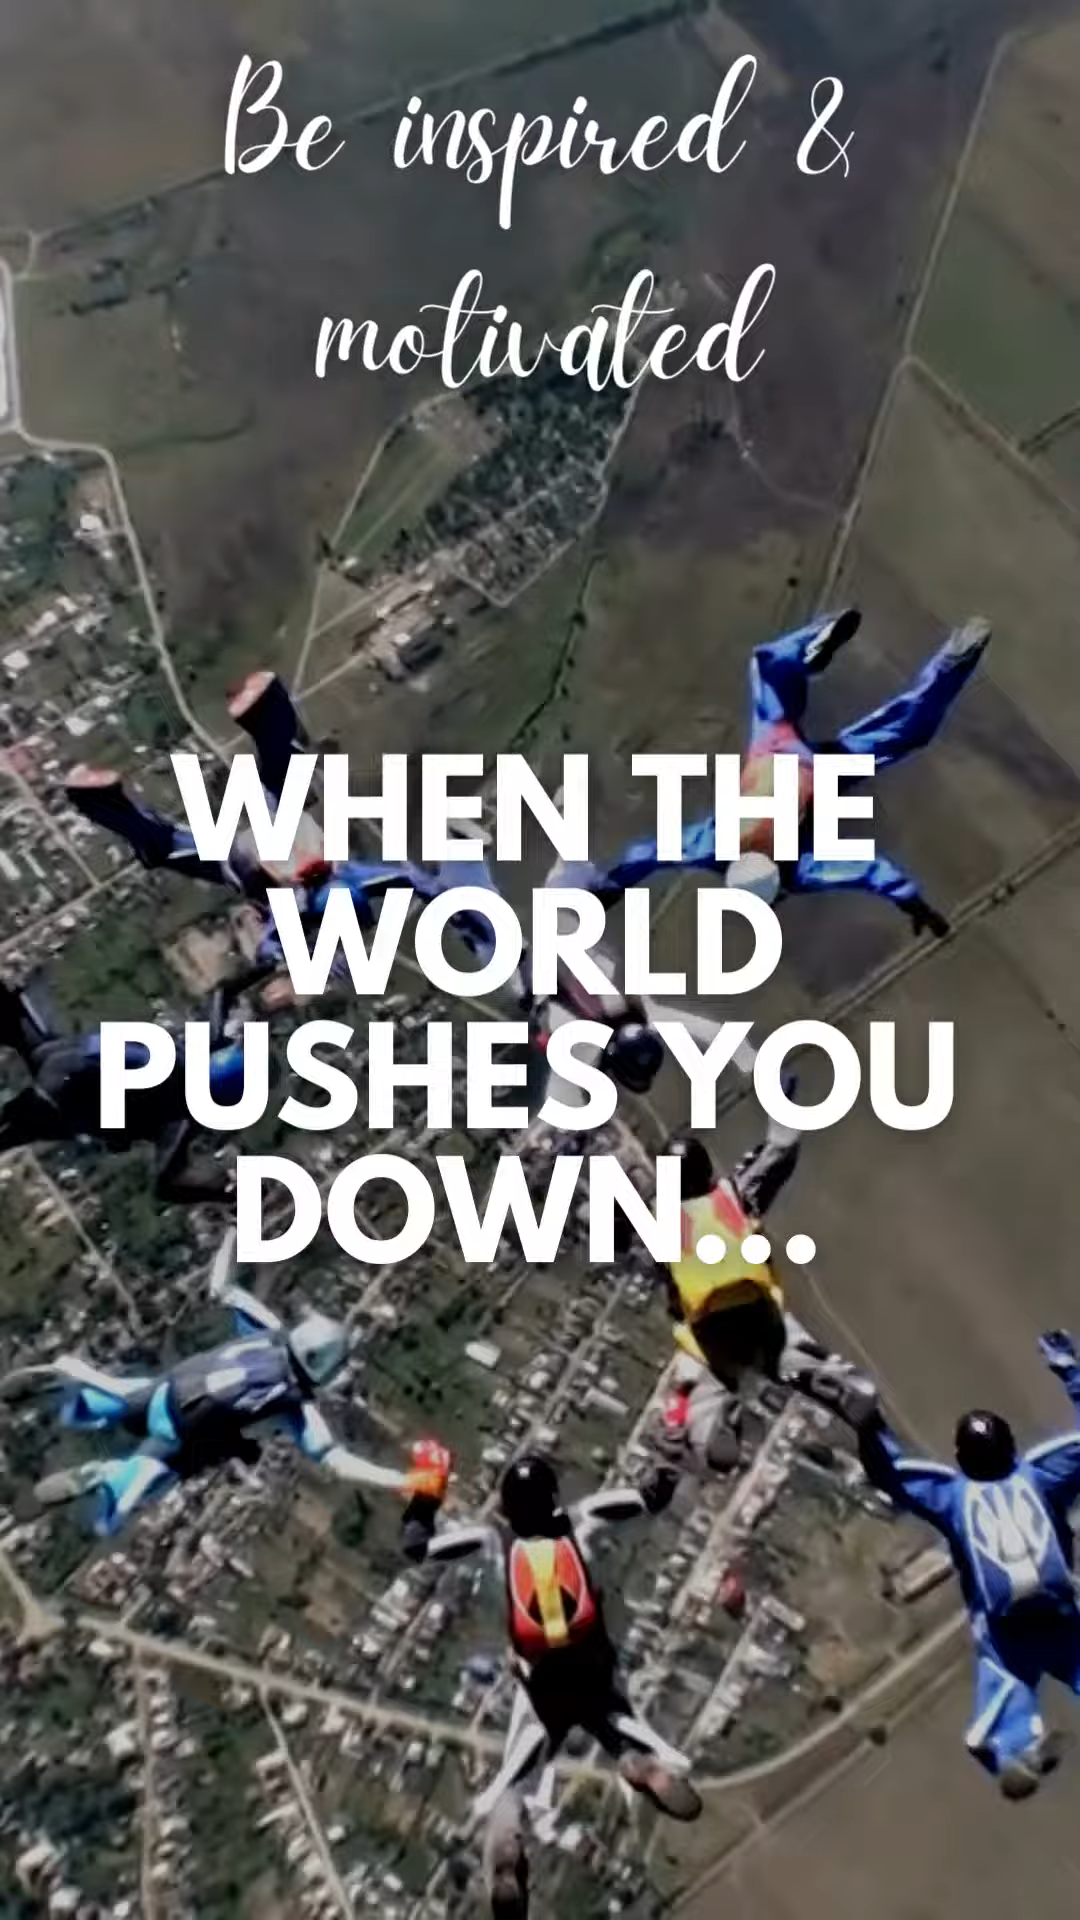 Be inspired &
motivated
WHEN THE
WORLD
PUSHES YOU
DOWN...